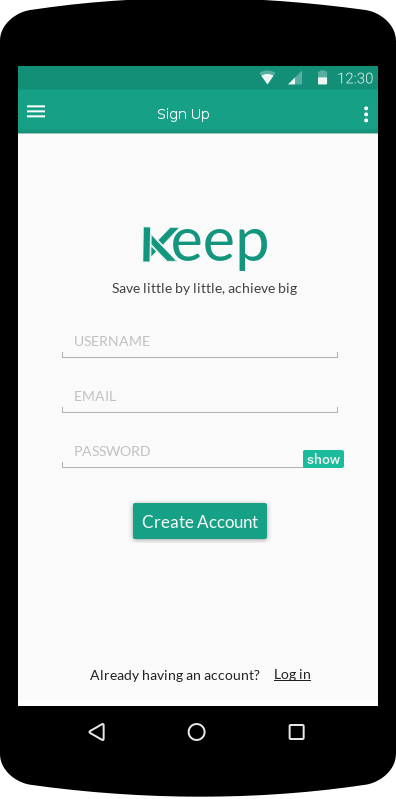 12:30
Sign Up
Keep
Save little by little, achieve big
USERNAME
EMAIL
PASSWORD
show
Create Account
Already having an account? Log in